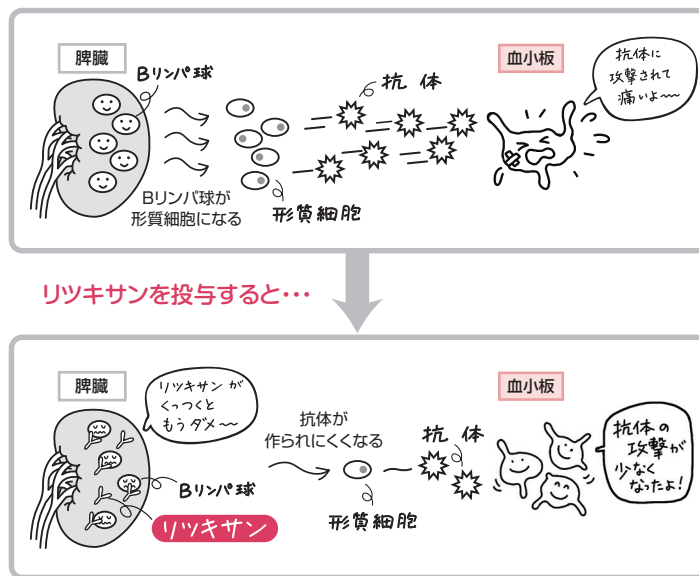 脾臓
Bリンパ球
抗体
血小板
抗体に
攻撃されて
痛いよ〜〜
Bリンパ球が
形質細胞になる
形質細胞
リツキサンを投与すると・・・
脾臓
リツキサンが
くっつくと
もうダメ〜〜
抗体が
作られにくくなる
抗体
血小板
抗体の
攻撃が
少なく
なったよ!
Bリンパ球
リツキサン
形質細胞